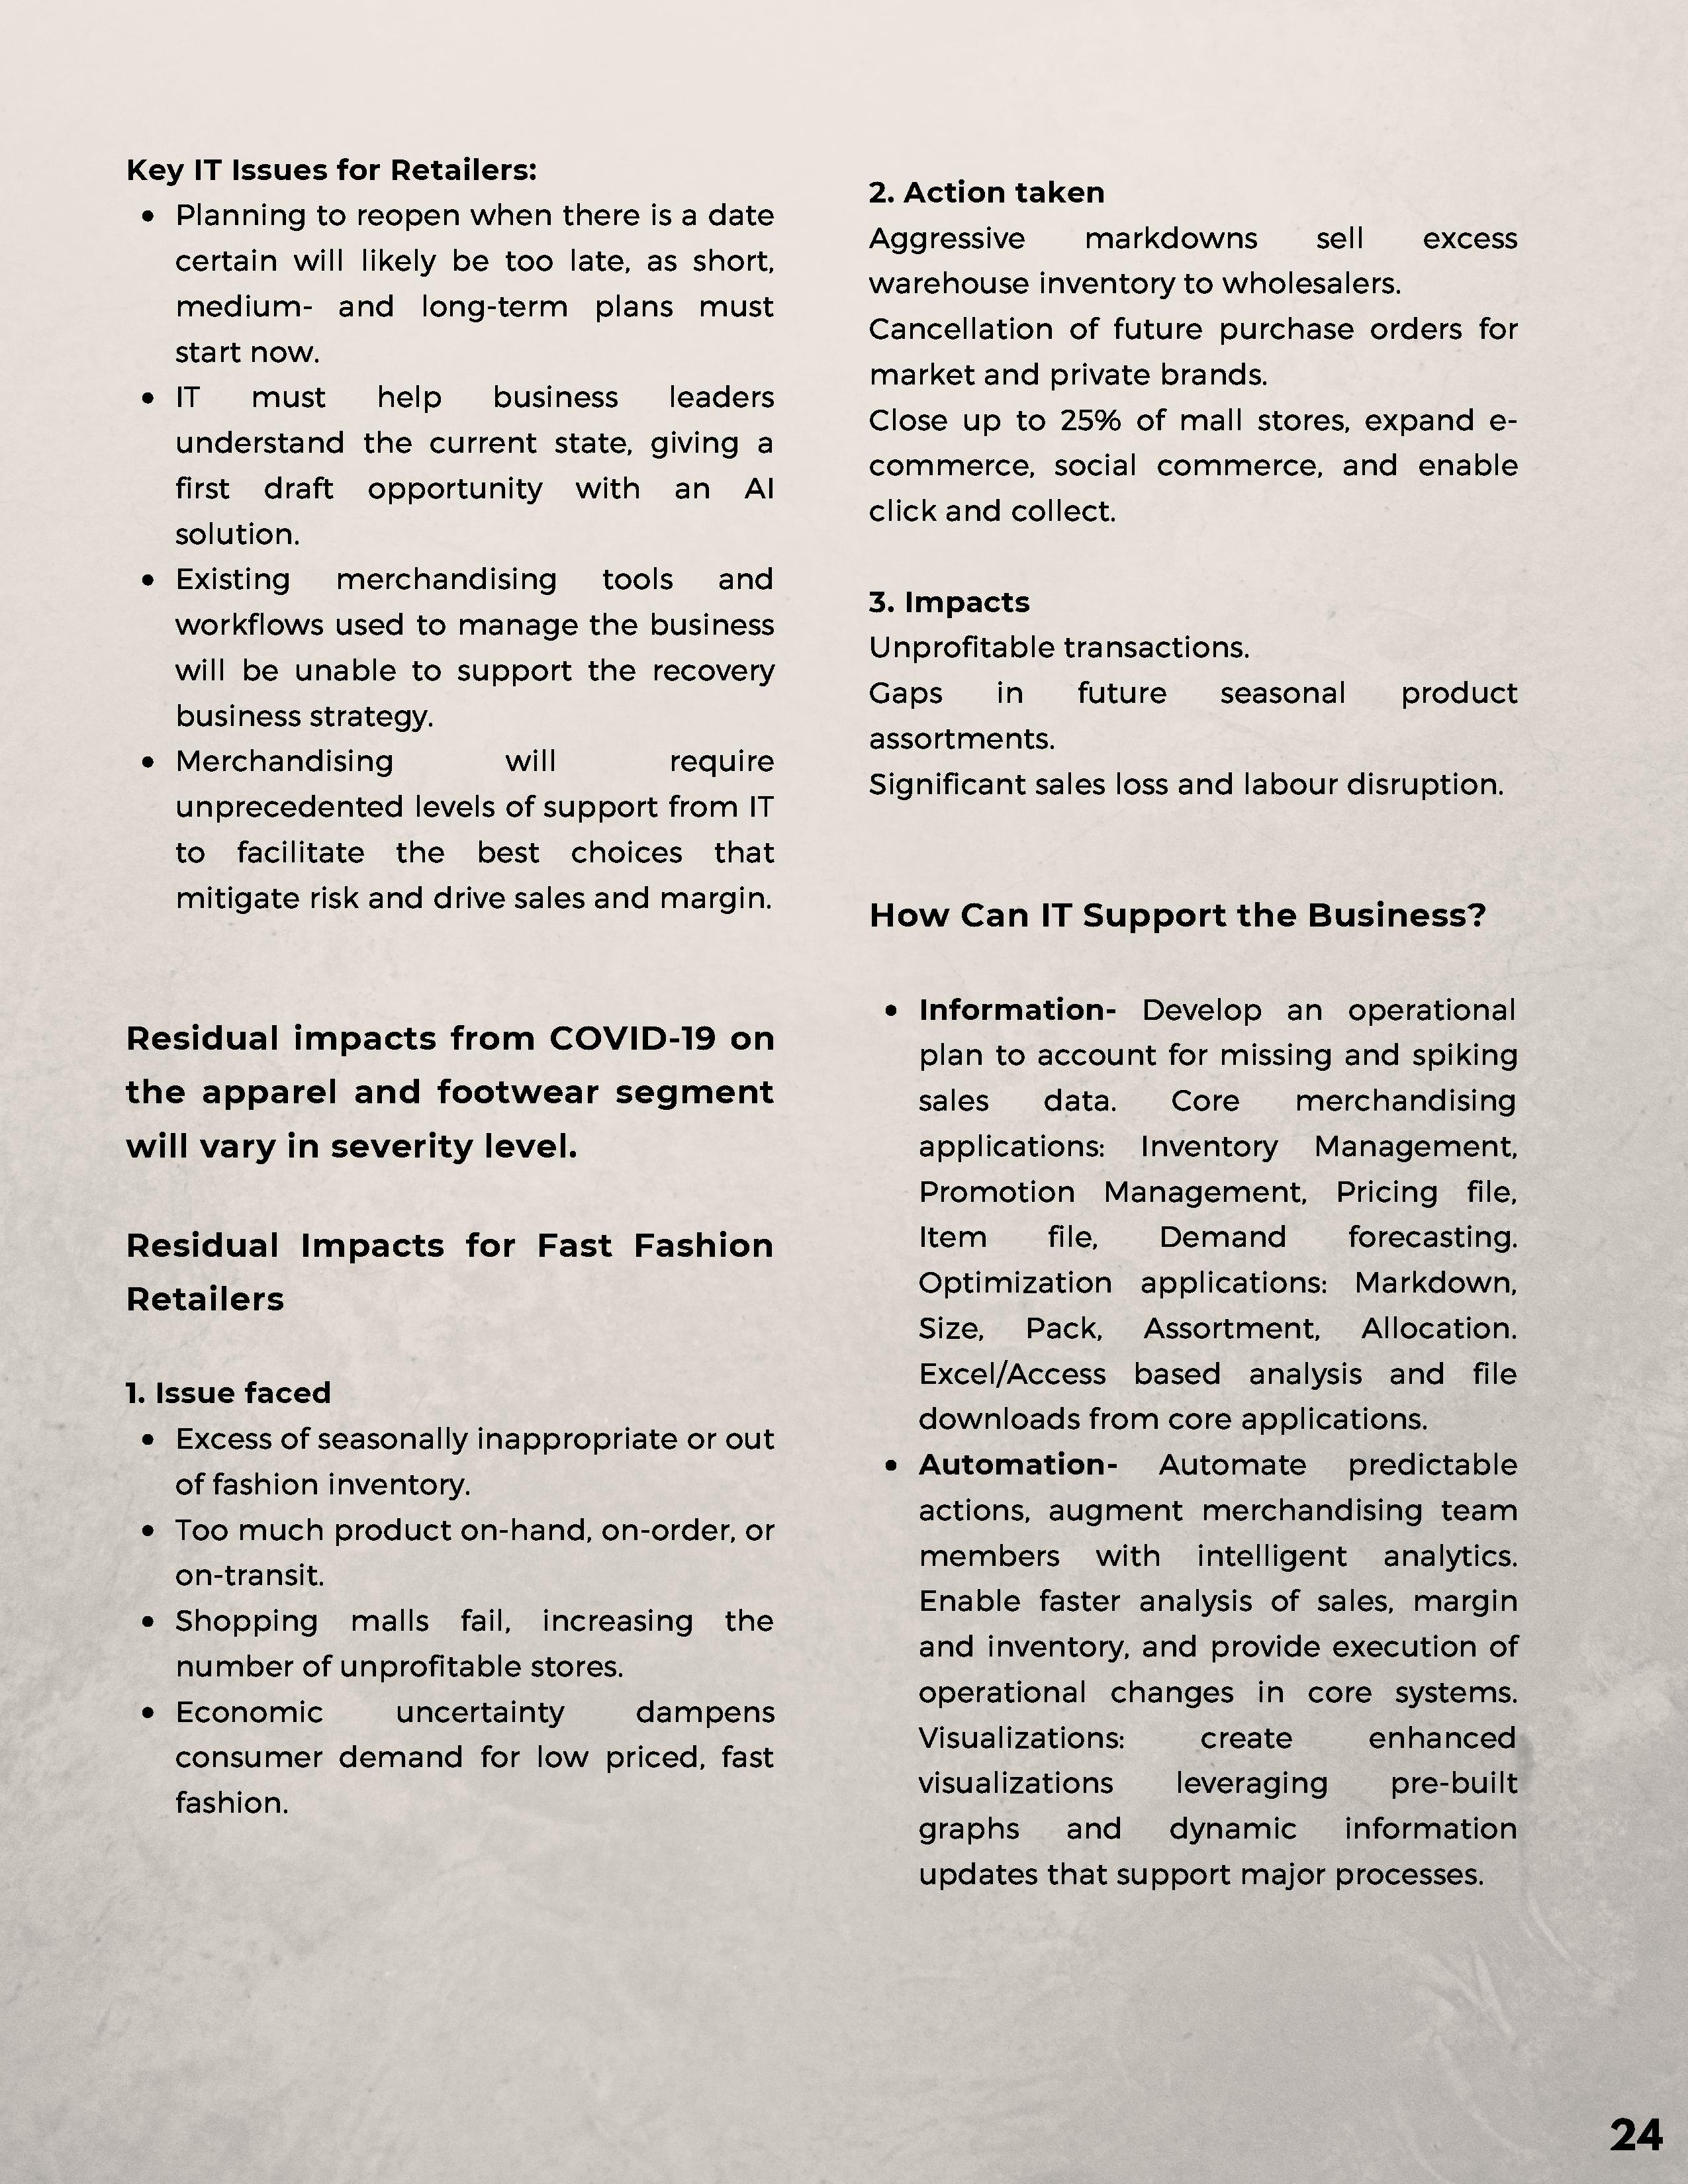 Key IT Issues for Retailers:
• Planning to reopen when there is a date
certain will likely be too late, as short,
medium- and long-term plans must
start now.
• IT must help business leaders
understand the current state, giving a
first draft opportunity with an AI
solution.
• Existing merchandising tools and
workflows used to manage the business
will be unable to support the recovery
business strategy.
• Merchandising will require
unprecedented levels of support from IT
to facilitate the best choices that
mitigate risk and drive sales and margin.
Residual impacts from COVID-19 on
the apparel and footwear segment
will vary in severity level.
Residual Impacts for Fast Fashion
Retailers
1. Issue faced
• Excess of seasonally inappropriate or out
of fashion inventory.
• Too much product on-hand, on-order, or
on-transit.
• Shopping malls fail, increasing the
number of unprofitable stores.
• Economic uncertainty dampens
consumer demand for low priced, fast
fashion.
2. Action taken
Aggressive markdowns sell excess
warehouse inventory to wholesalers.
Cancellation of future purchase orders for
market and private brands.
Close up to 25% of mall stores, expand e-
commerce, social commerce, and enable
click and collect.
3. Impacts
Unprofitable transactions.
Gaps in future seasonal product
assortments.
Significant sales loss and labour disruption.
How Can IT Support the Business?
• Information- Develop an operational
plan to account for missing and spiking
sales data. Core merchandising
applications: Inventory Management,
Promotion Management, Pricing file,
Item file, Demand forecasting.
Optimization applications: Markdown,
Size, Pack, Assortment, Allocation.
Excel/Access based analysis and file
downloads from core applications.
• Automation- Automate predictable
actions, augment merchandising team
members with intelligent analytics.
Enable faster analysis of sales, margin
and inventory, and provide execution of
operational changes in core systems.
Visualizations: create enhanced
visualizations leveraging pre-built
graphs and dynamic information
updates that support major processes.
24